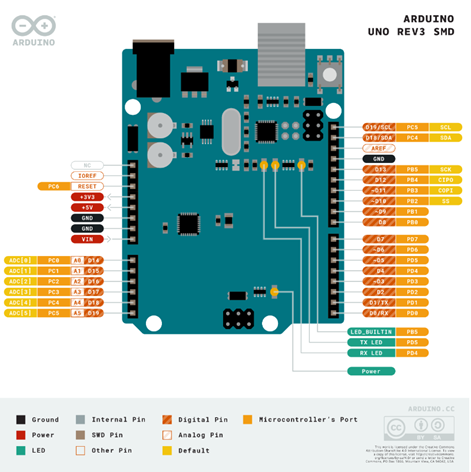 ARDUINO
ARDUINO
UNO REV3 SMD
D19/SCL PC5 SCL
D18/SDA PC4 SDA
AREF
GND
NC
IOREF
PC6 RESET
+3V3
+5V
GND
GND
VIN
~D13 PB5 SCK
~D12 PB4 CIPO
~D11 PB3 COPI
~D10 PB2 SS
~D9 PB1
D8 PB0
~D7 PD7
~D6 PD6
~D5 PD5
D4 PD4
~D3 PD3
D2 PD2
D1/TX PD1
D0/RX PD0
ADC[0] PC0 A0 D14
ADC[1] PC1 A1 D15
ADC[2] PC2 A2 D16
ADC[3] PC3 A3 D17
ADC[4] PC4 A4 D18
ADC[5] PC5 A5 D19
LED_BUILTIN PB5
TX LED PD5
RX LED PD4
Power
ARDUINO.CC
Ground
Internal Pin
Digital Pin
Microcontroller's Port
Power
SWD Pin
Analog Pin
LED
Other Pin
Default
BY SA